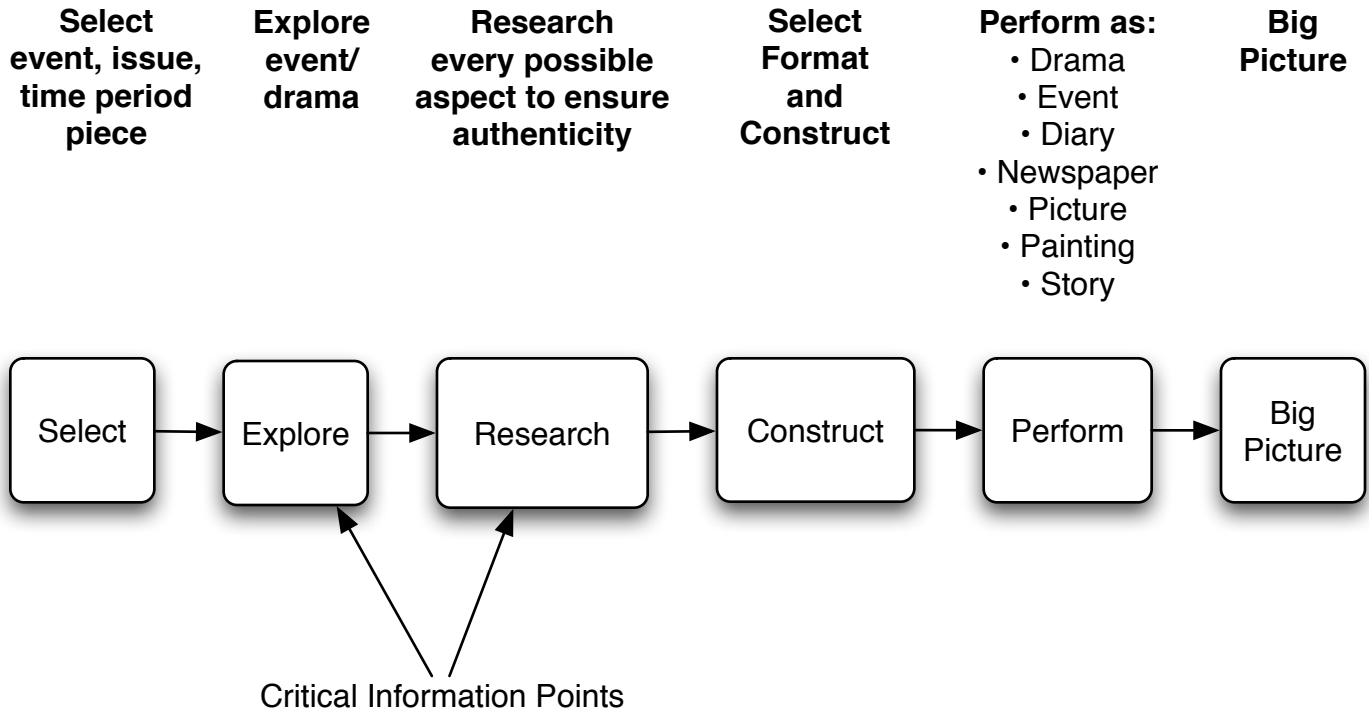 Select
event, issue,
time period
piece
Explore
event/
drama
Research
every possible
aspect to ensure
authenticity
Select
Format
and
Construct
Perform as:
• Drama
• Event
• Diary
• Newspaper
• Picture
• Painting
• Story
Big
Picture
Select
Explore
Research
Construct
Perform
Big
Picture
Critical Information Points